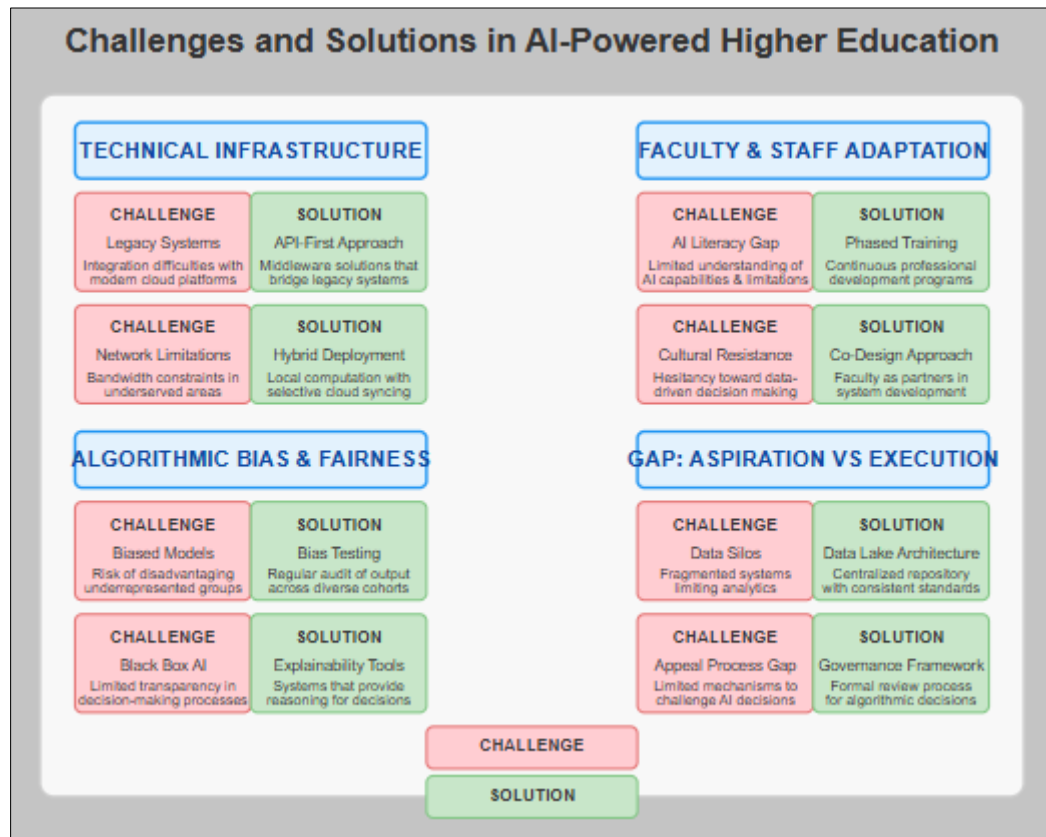 Challenges and Solutions in AI-Powered Higher Education
TECHNICAL INFRASTRUCTURE
CHALLENGE
Legacy Systems
Integration difficulties with
modern cloud platforms
SOLUTION
API-First Approach
Middleware solutions that
bridge legacy systems
CHALLENGE
Network Limitations
Bandwidth constraints in
underserved areas
SOLUTION
Hybrid Deployment
Local computation with
selective cloud syncing
FACULTY & STAFF ADAPTATION
CHALLENGE
AI Literacy Gap
Limited understanding of
AI capabilities & limitations
SOLUTION
Phased Training
Continuous professional
development programs
CHALLENGE
Cultural Resistance
Hesitancy toward data-
driven decision making
SOLUTION
Co-Design Approach
Faculty as partners in
system development
ALGORITHMIC BIAS & FAIRNESS
CHALLENGE
Biased Models
Risk of disadvantaging
underrepresented groups
SOLUTION
Bias Testing
Regular audit of output
across diverse cohorts
CHALLENGE
Black Box AI
Limited transparency in
decision-making processes
SOLUTION
Explainability Tools
Systems that provide
reasoning for decisions
GAP: ASPIRATION VS EXECUTION
CHALLENGE
Data Silos
Fragmented systems
limiting analytics
SOLUTION
Data Lake Architecture
Centralized repository
with consistent standards
CHALLENGE
Appeal Process Gap
Limited mechanisms to
challenge AI decisions
SOLUTION
Governance Framework
Formal review process
for algorithmic decisions
CHALLENGE
SOLUTION